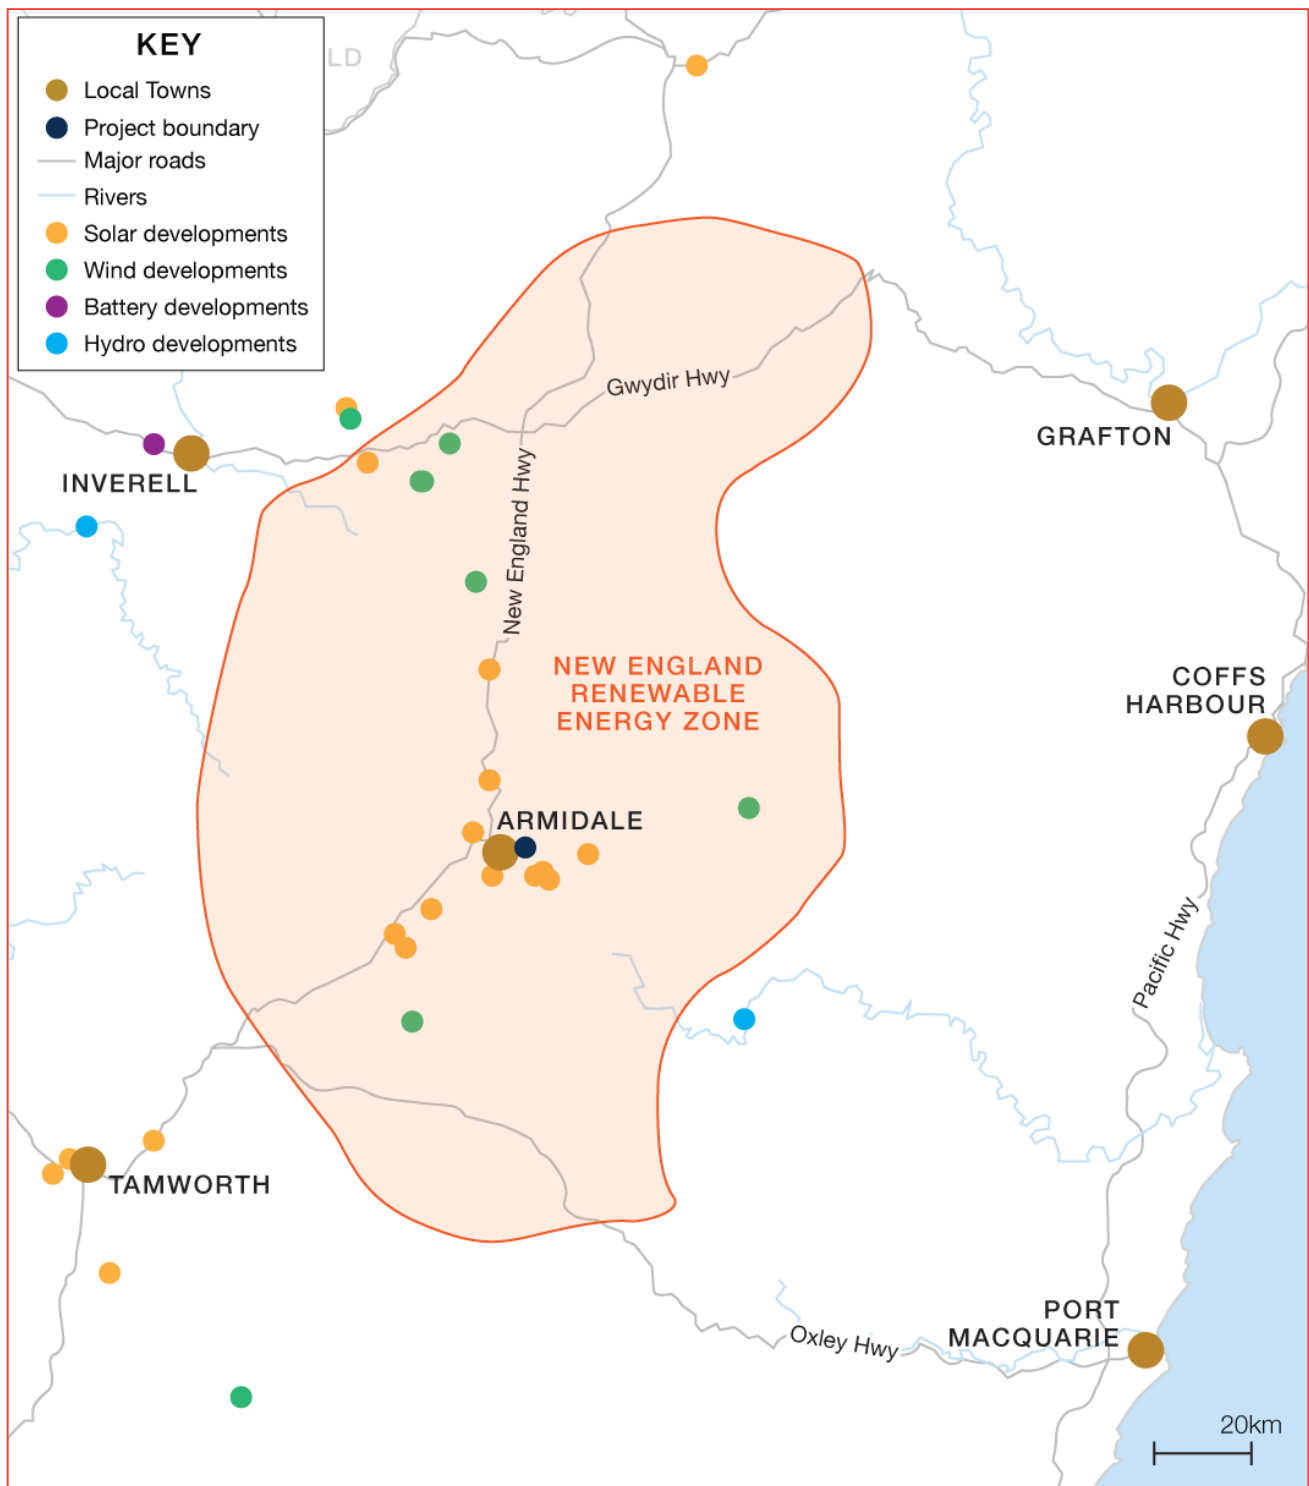 KEY
Local Towns
Project boundary
Major roads
Rivers
Solar developments
Wind developments
Battery developments
Hydro developments
LD
Gwydir Hwy
GRAFTON
INVERELL
New England Hwy
NEW ENGLAND
RENEWABLE
ENERGY ZONE
COFFS
HARBOUR
ARMIDALE
Pacific Hwy
TAMWORTH
PORT
MACQUARIE
Oxley Hwy
20km